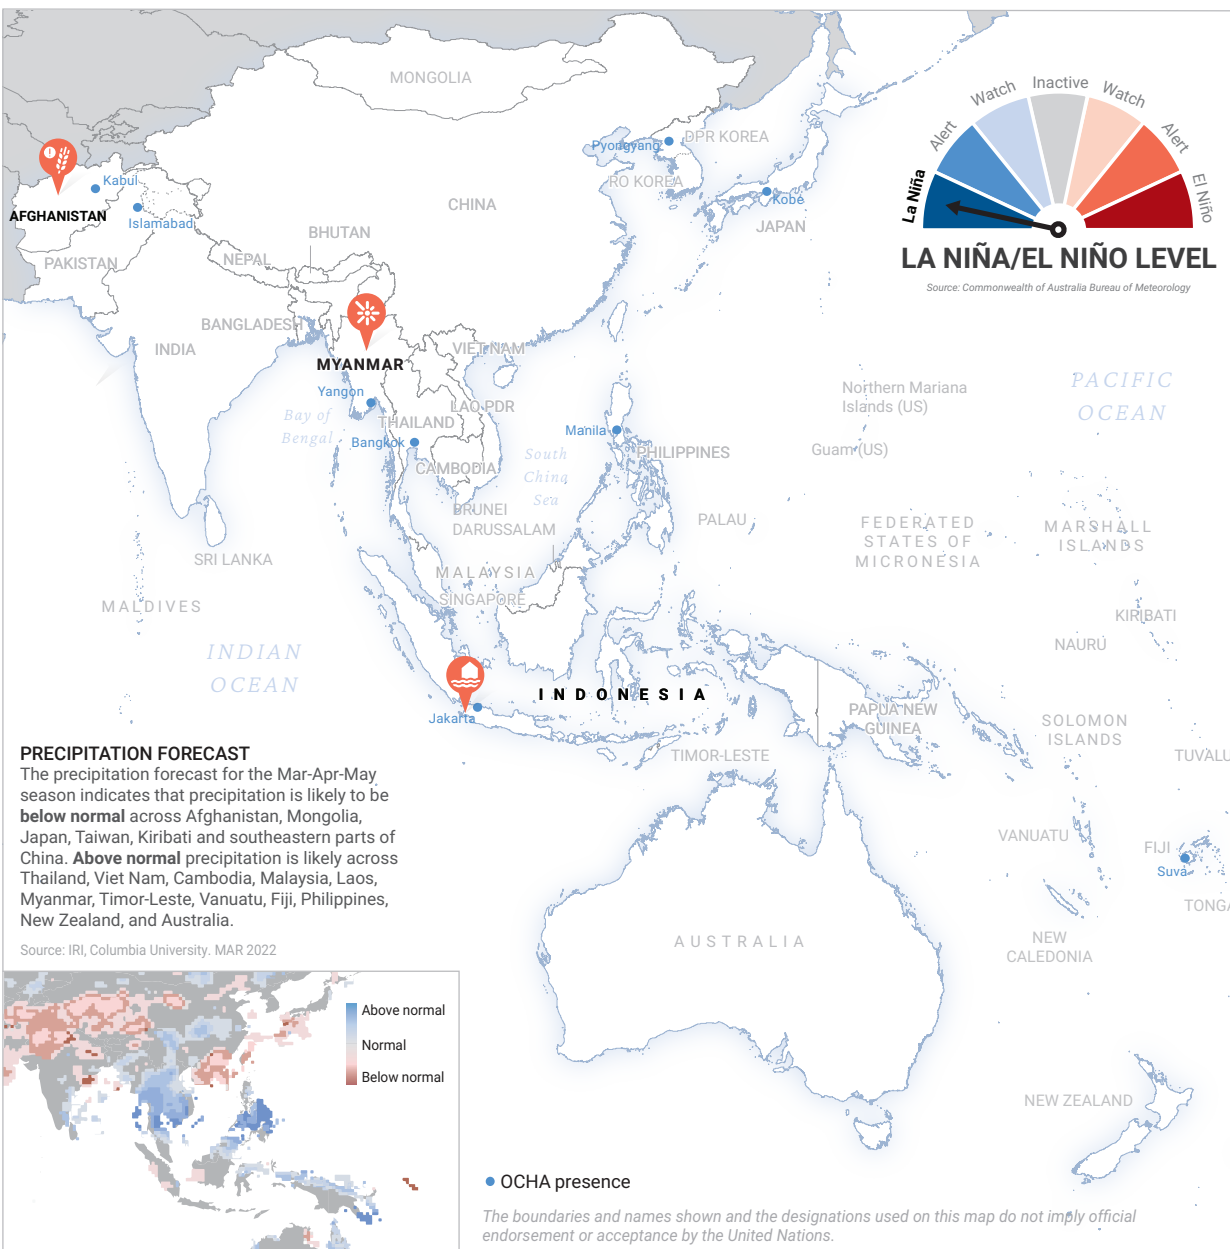 MONGOLIA
Watch
Inactive
Watch
Alert
Alert
La Niña
El Niño
LA NIÑA/EL NIÑO LEVEL
Source: Commonwealth of Australia Bureau of Meteorology
DPR KOREA
Pyongyang
RO KOREA
Kobe
JAPAN
Kabul
AFGHANISTAN
Islamabad
CHINA
BHUTAN
PAKISTAN
NEPAL
BANGLADESH
INDIA
MYANMAR
VIET NAM
Yangon
LAO PDR
Bay of
Bengal
THAILAND
Bangkok
CAMBODIA
Manila
PHILIPPINES
South
China
Sea
Northern Mariana
Islands (US)
Guam (US)
PACIFIC
OCEAN
BRUNEI
DARUSSALAM
PALAU
FEDERATED
STATES OF
MICRONESIA
MARSHALL
ISLANDS
SRI LANKA
MALAYSIA
SINGAPORE
MALDIVES
KIRIBATI
NAURU
INDIAN
OCEAN
INDONESIA
Jakarta
PAPUA NEW
GUINEA
SOLOMON
ISLANDS
TIMOR-LESTE
TUVALU
VANUATU
FIJI
Suva
TONGA
NEW
CALEDONIA
AUSTRALIA
NEW ZEALAND
PRECIPITATION FORECAST
The precipitation forecast for the Mar-Apr-May
season indicates that precipitation is likely to be
below normal across Afghanistan, Mongolia,
Japan, Taiwan, Kiribati and southeastern parts of
China. Above normal precipitation is likely across
Thailand, Viet Nam, Cambodia, Malaysia, Laos,
Myanmar, Timor-Leste, Vanuatu, Fiji, Philippines,
New Zealand, and Australia.
Source: IRI, Columbia University. MAR 2022
Above normal
Normal
Below normal
OCHA presence
The boundaries and names shown and the designations used on this map do not imply official
endorsement or acceptance by the United Nations.